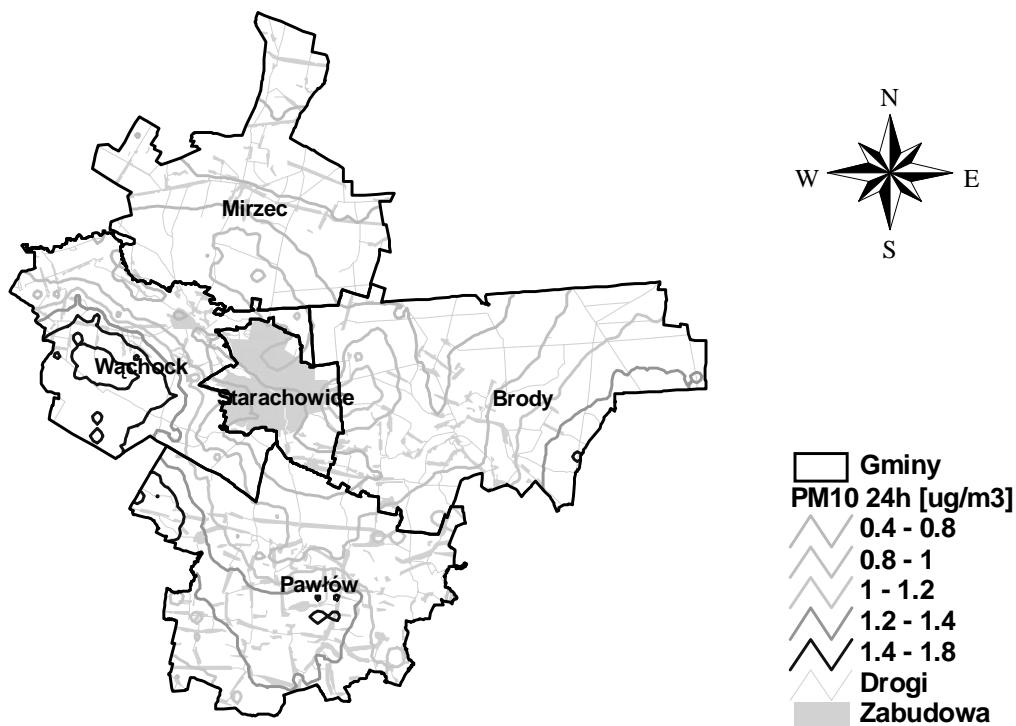 N
W
E
S
Mirzec
Wąchock
Starachowice
Brody
Pawłów
Gminy
PM10 24h [ug/m3]
0.4 - 0.8
0.8 - 1
1 - 1.2
1.2 - 1.4
1.4 - 1.8
Drogi
Zabudowa